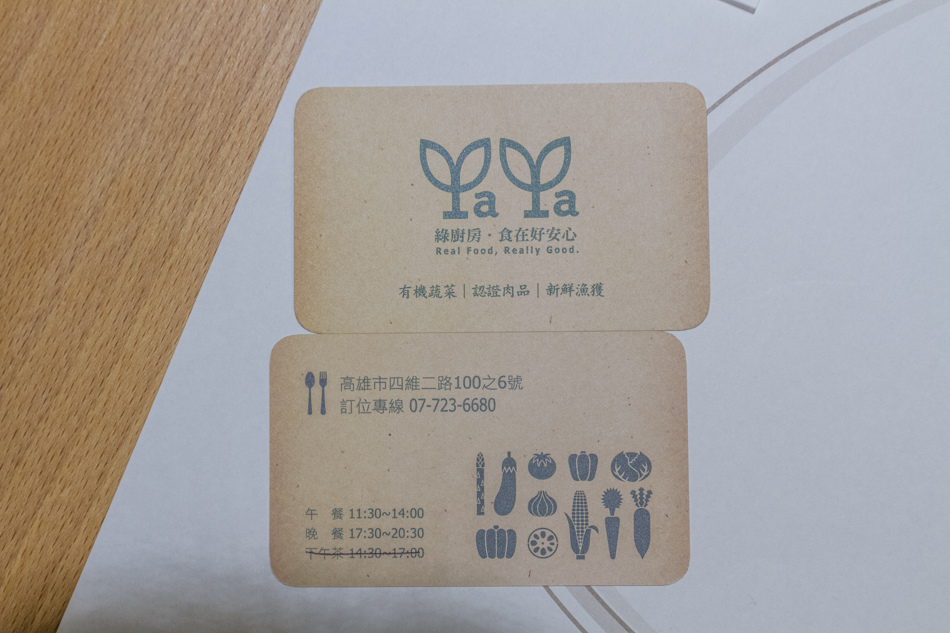 YaYa
綠廚房・食在好安心
Real Food, Really Good.
有機蔬菜｜認證肉品｜新鮮漁獲
高雄市四維二路100之6號
訂位專線 07-723-6680
午　餐 11:30~14:00
晚　餐 17:30~20:30
下午茶 14:30~17:00